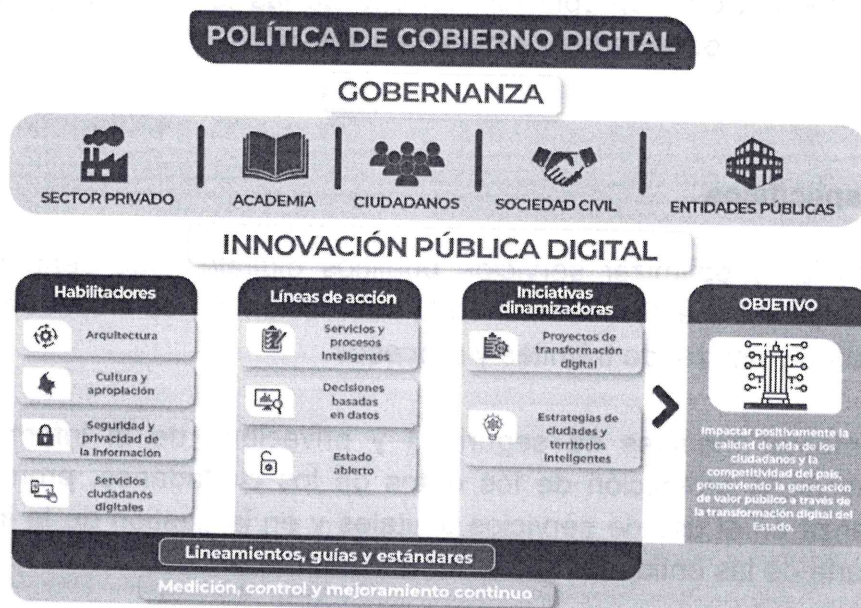 POLÍTICA DE GOBIERNO DIGITAL
GOBERNANZA
SECTOR PRIVADO
ACADEMIA
CIUDADANOS
SOCIEDAD CIVIL
ENTIDADES PÚBLICAS
INNOVACIÓN PÚBLICA DIGITAL
Habilitadores
Arquitectura
Cultura y
apropiación
Seguridad y
privacidad de
la información
Servicios
ciudadanos
digitales
Líneas de acción
Servicios y
procesos
inteligentes
Decisiones
basadas
en datos
Estado
abierto
Iniciativas
dinamizadoras
Proyectos de
transformación
digital
Estrategias de
ciudades y
territorios
inteligentes
OBJETIVO
Impactar positivamente la
calidad de vida de los
ciudadanos y la
competitividad del país,
promoviendo la generación
de valor público a través de
la transformación digital del
Estado.
Lineamientos, guías y estándares
Medición, control y mejoramiento continuo